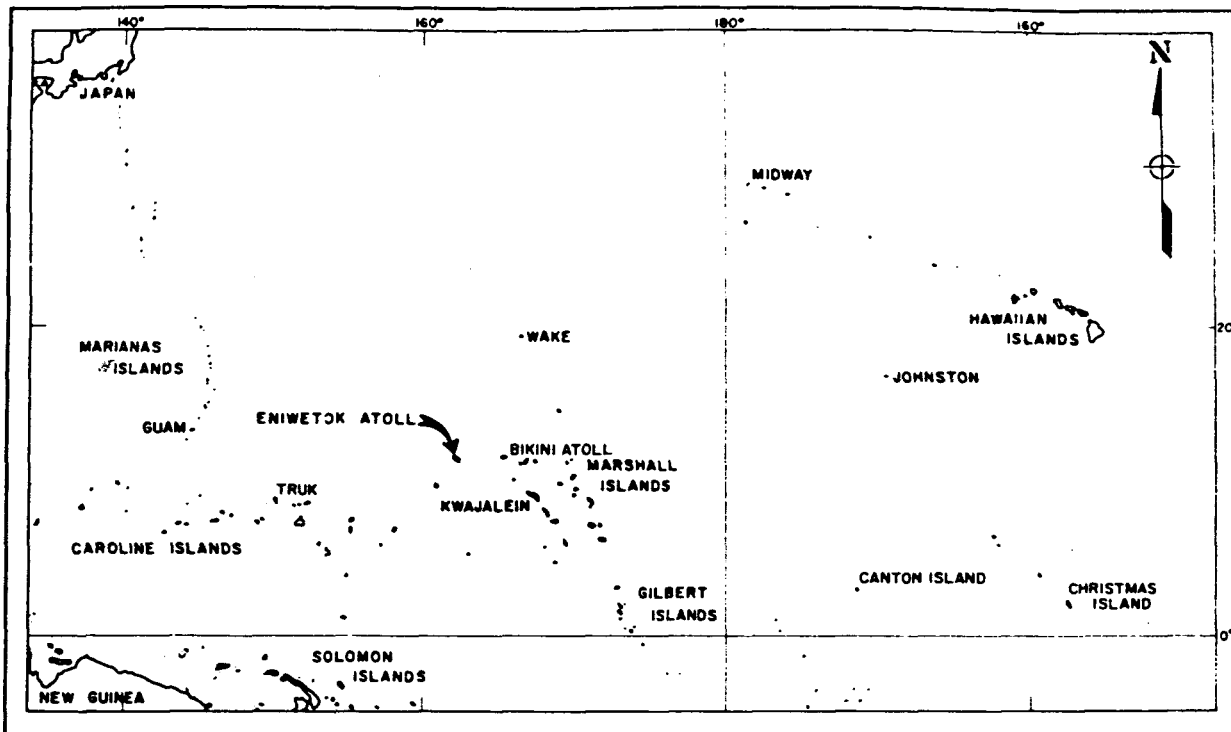 140°
160°
180°
160°
N
JAPAN
MIDWAY
HAWAIIAN
ISLANDS
20
WAKE
MARIANAS
ISLANDS
JOHNSTON
GUAM
ENIWETOK ATOLL
BIKINI ATOLL
MARSHALL
ISLANDS
TRUK
KWAJALEIN
CAROLINE ISLANDS
CANTON ISLAND
CHRISTMAS
ISLAND
GILBERT
ISLANDS
0°
SOLOMON
ISLANDS
NEW GUINEA